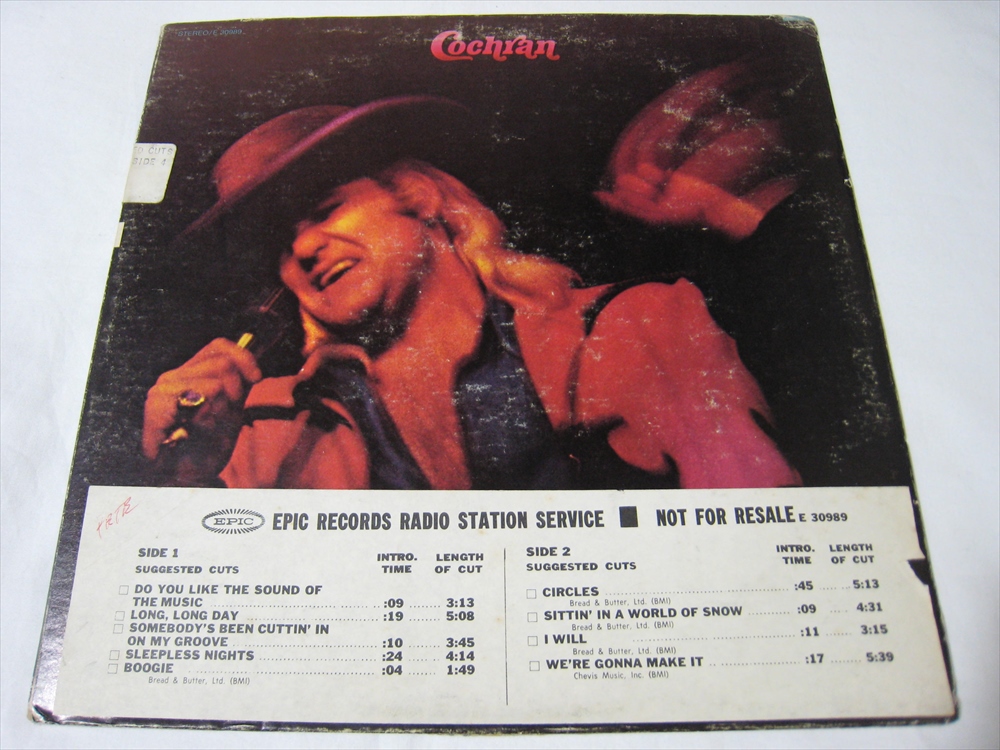 STEREO/E 30989
Cochran
CUTS
SIDE 1
EPIC EPIC RECORDS RADIO STATION SERVICE ■ NOT FOR RESALE E 30989
SIDE 1
SUGGESTED CUTS INTRO. TIME LENGTH OF CUT
DO YOU LIKE THE SOUND OF
THE MUSIC :09 3:13
LONG, LONG DAY :19 5:08
SOMEBODY'S BEEN CUTTIN' IN
ON MY GROOVE :10 3:45
SLEEPLESS NIGHTS :24 4:14
BOOGIE :04 1:49
Bread & Butter, Ltd. (BMI)
SIDE 2
SUGGESTED CUTS INTRO. TIME LENGTH OF CUT
CIRCLES :45 5:13
Bread & Butter, Ltd. (BMI)
SITTIN' IN A WORLD OF SNOW :09 4:31
Bread & Butter, Ltd. (BMI)
I WILL :11 3:15
Bread & Butter, Ltd. (BMI)
WE'RE GONNA MAKE IT :17 5:39
Chevis Music, Inc. (BMI)